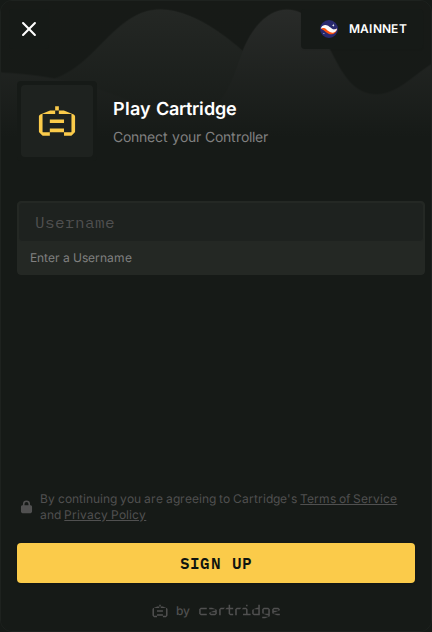 MAINNET
Play Cartridge
Connect your Controller
Username
Enter a Username
By continuing you are agreeing to Cartridge's Terms of Service
and Privacy Policy
SIGN UP
by cartridge